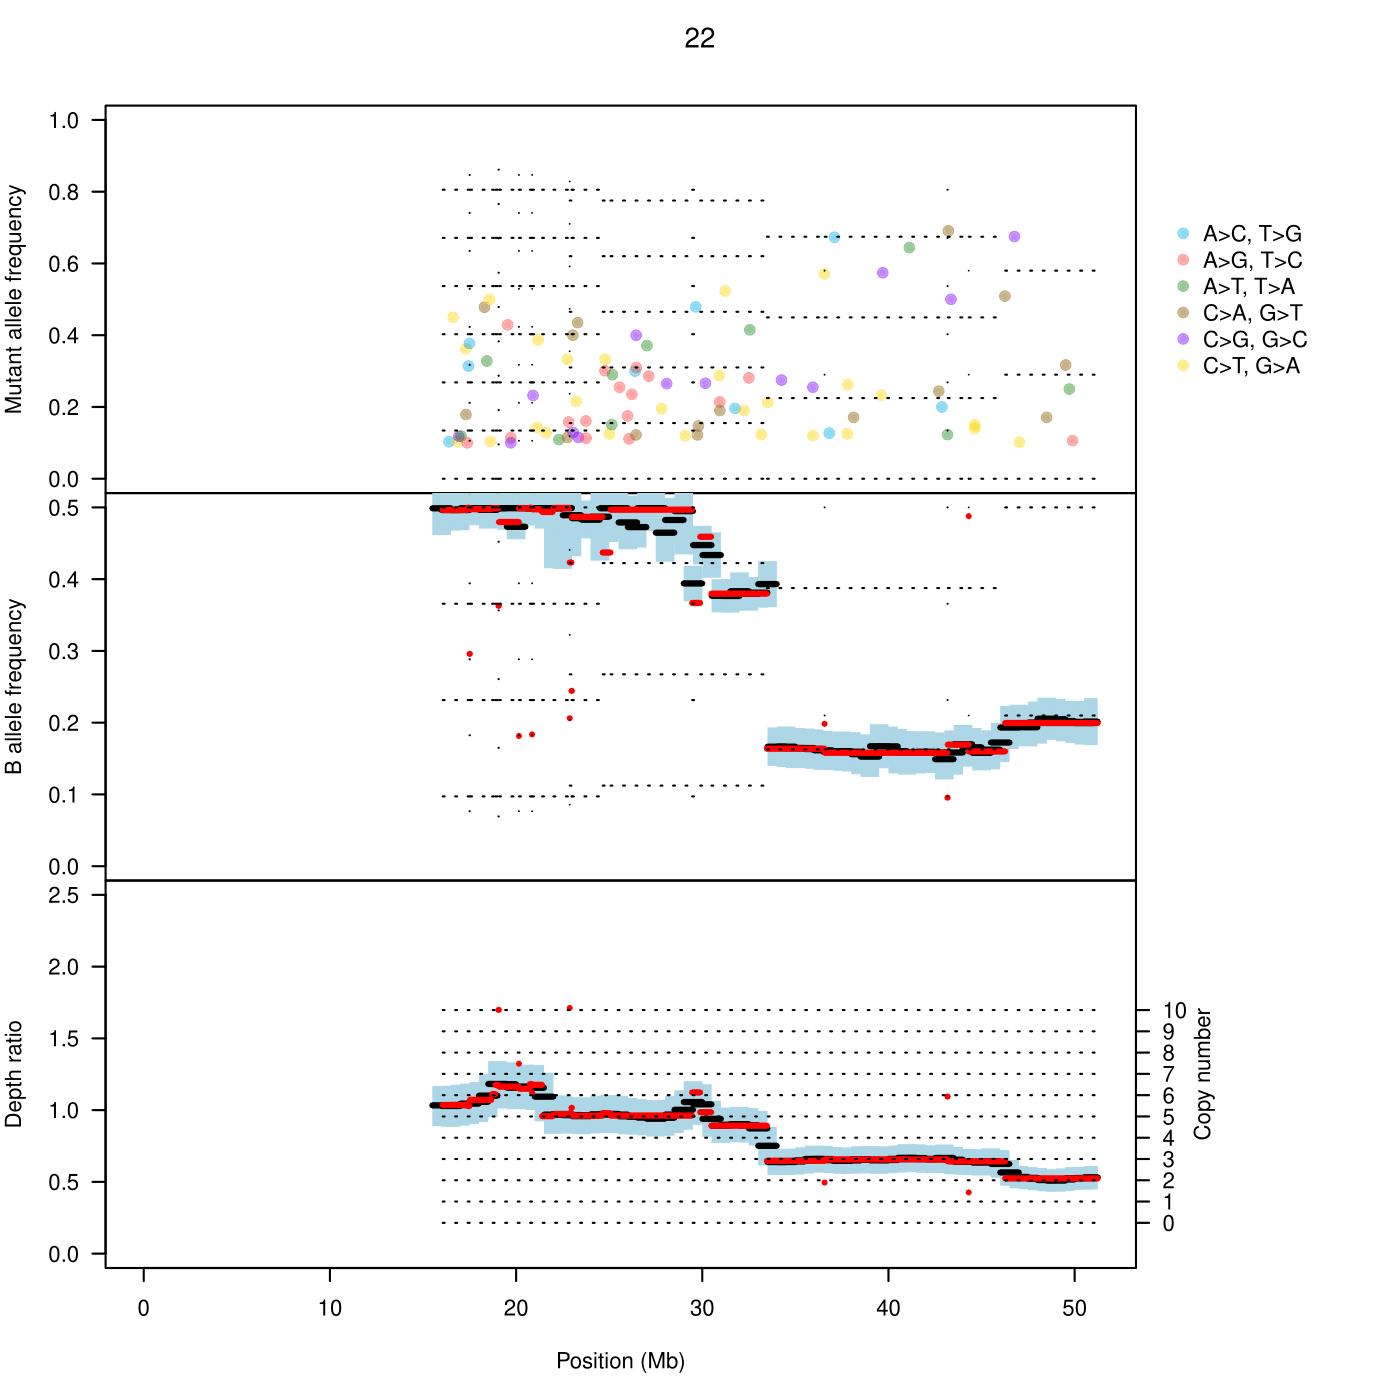 22
Mutant allele frequency
1.0
0.8
0.6
0.4
0.2
0.0
A>C, T>G
A>G, T>C
A>T, T>A
C>A, G>T
C>G, G>C
C>T, G>A
B allele frequency
0.5
0.4
0.3
0.2
0.1
0.0
Depth ratio
2.5
2.0
1.5
1.0
0.5
0.0
10
9
8
7
6
5
4
3
2
1
0
Copy number
0 10 20 30 40 50
Position (Mb)